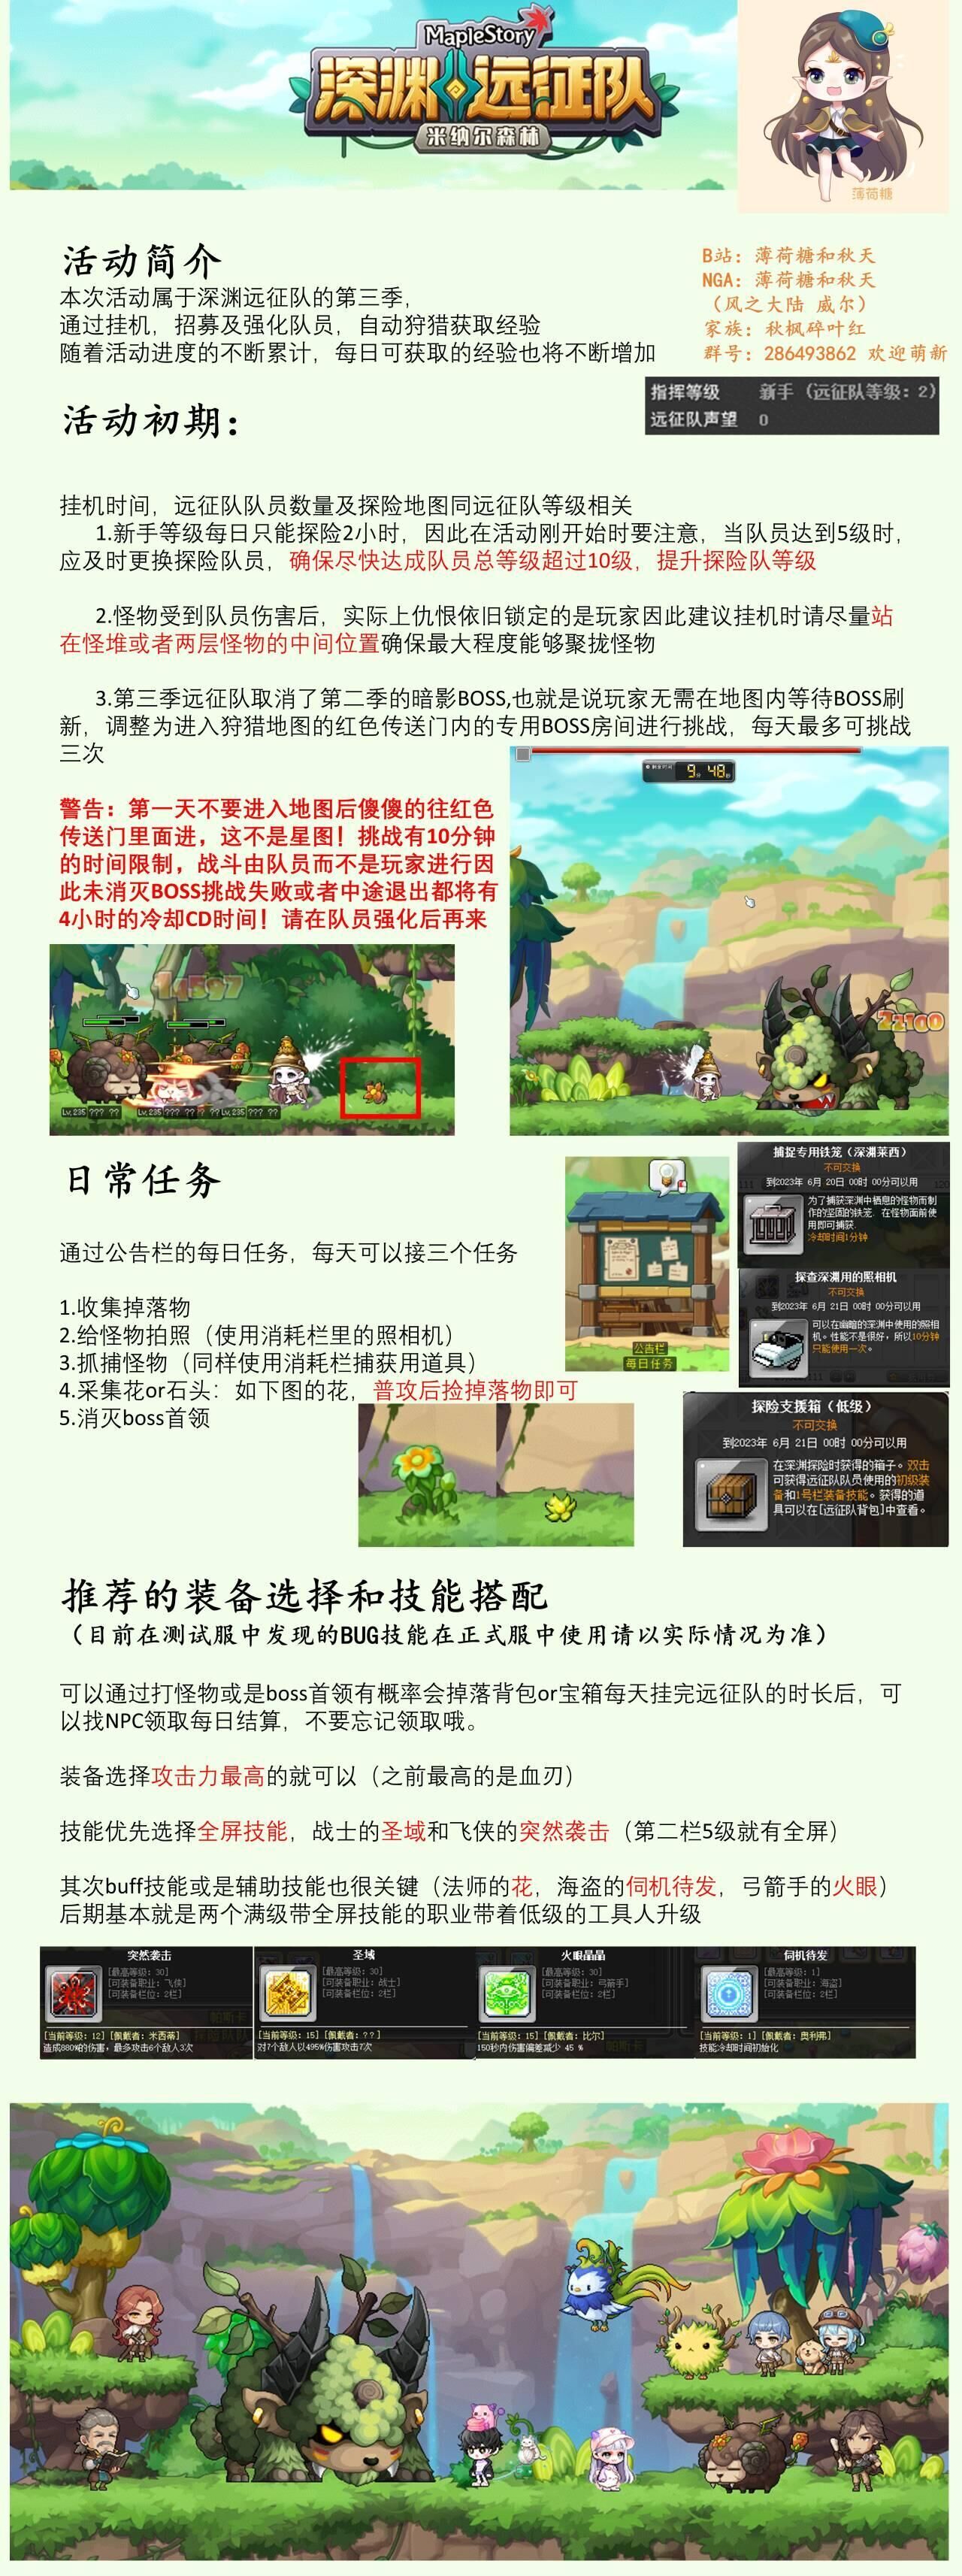 MapleStory
深渊远征队
米纳尔森林
薄荷糖
活动简介
本次活动属于深渊远征队的第三季，
通过挂机，招募及强化队员，自动狩猎获取经验
随着活动进度的不断累计，每日可获取的经验也将不断增加
B站：薄荷糖和秋天
NGA：薄荷糖和秋天
（风之大陆 威尔）
家族：秋枫碎叶红
群号：286493862 欢迎萌新
指挥等级 新手（远征队等级：2）
远征队声望 0
活动初期：
挂机时间，远征队队员数量及探险地图同远征队等级相关
1.新手等级每日只能探险2小时，因此在活动刚开始时要注意，当队员达到5级时，
应及时更换探险队员，确保尽快达成队员总等级超过10级，提升探险队等级
2.怪物受到队员伤害后，实际上仇恨依旧锁定的是玩家因此建议挂机时请尽量站
在怪堆或者两层怪物的中间位置确保最大程度能够聚拢怪物
3.第三季远征队取消了第二季的暗影BOSS,也就是说玩家无需在地图内等待BOSS刷
新，调整为进入狩猎地图的红色传送门内的专用BOSS房间进行挑战，每天最多可挑战
三次
警告：第一天不要进入地图后傻傻的往红色
传送门里面进，这不是星图！挑战有10分钟
的时间限制，战斗由队员而不是玩家进行因
此未消灭BOSS挑战失败或者中途退出都将有
4小时的冷却CD时间！请在队员强化后再来
9分 48秒
22100
Lv.235 ??? ??
Lv.235 ??? ??
Lv.235 ??? ??
日常任务
通过公告栏的每日任务，每天可以接三个任务
1.收集掉落物
2.给怪物拍照（使用消耗栏里的照相机）
3.抓捕怪物（同样使用消耗栏捕获用道具）
4.采集花or石头：如下图的花，普攻后捡掉落物即可
5.消灭boss首领
公告栏
每日任务
捕捉专用铁笼（深渊莱西）
不可交换
到2023年 6月 20日 00时 00分可以用
为了捕获深渊中栖息的怪物而制
作的坚固的铁笼. 在怪物面前使
用即可捕获.
冷却时间1分钟
探查深渊用的照相机
不可交换
到2023年 6月 21日 00时 00分可以用
可以在幽暗的深渊中使用的照相
机。性能不是很好，所以10分钟
只能使用一次。
探险支援箱（低级）
不可交换
到2023年 6月 21日 00时 00分可以用
在深渊探险时获得的箱子。双击
可获得远征队队员使用的初级装
备和1号栏装备技能。获得的道
具可以在[远征队背包]中查看。
推荐的装备选择和技能搭配
（目前在测试服中发现的BUG技能在正式服中使用请以实际情况为准）
可以通过打怪物或是boss首领有概率会掉落背包or宝箱每天挂完远征队的时长后，可
以找NPC领取每日结算，不要忘记领取哦。
装备选择攻击力最高的就可以（之前最高的是血刃）
技能优先选择全屏技能，战士的圣域和飞侠的突然袭击（第二栏5级就有全屏）
其次buff技能或是辅助技能也很关键（法师的花，海盗的伺机待发，弓箭手的火眼）
后期基本就是两个满级带全屏技能的职业带着低级的工具人升级
突然袭击
[最高等级：30]
[可装备职业：飞侠]
[可装备栏位：2栏]
[当前等级：12] [佩戴者：米西蒂]
造成880%的伤害，最多攻击6个敌人3次
圣域
[最高等级：30]
[可装备职业：战士]
[可装备栏位：2栏]
[当前等级：15] [佩戴者：??]
对7个敌人以495%伤害攻击7次
火眼晶晶
[最高等级：30]
[可装备职业：弓箭手]
[可装备栏位：2栏]
[当前等级：15] [佩戴者：比尔]
150秒内伤害偏差减少 45 %
伺机待发
[最高等级：1]
[可装备职业：海盗]
[可装备栏位：2栏]
[当前等级：1] [佩戴者：奥利弗]
技能冷却时间初始化